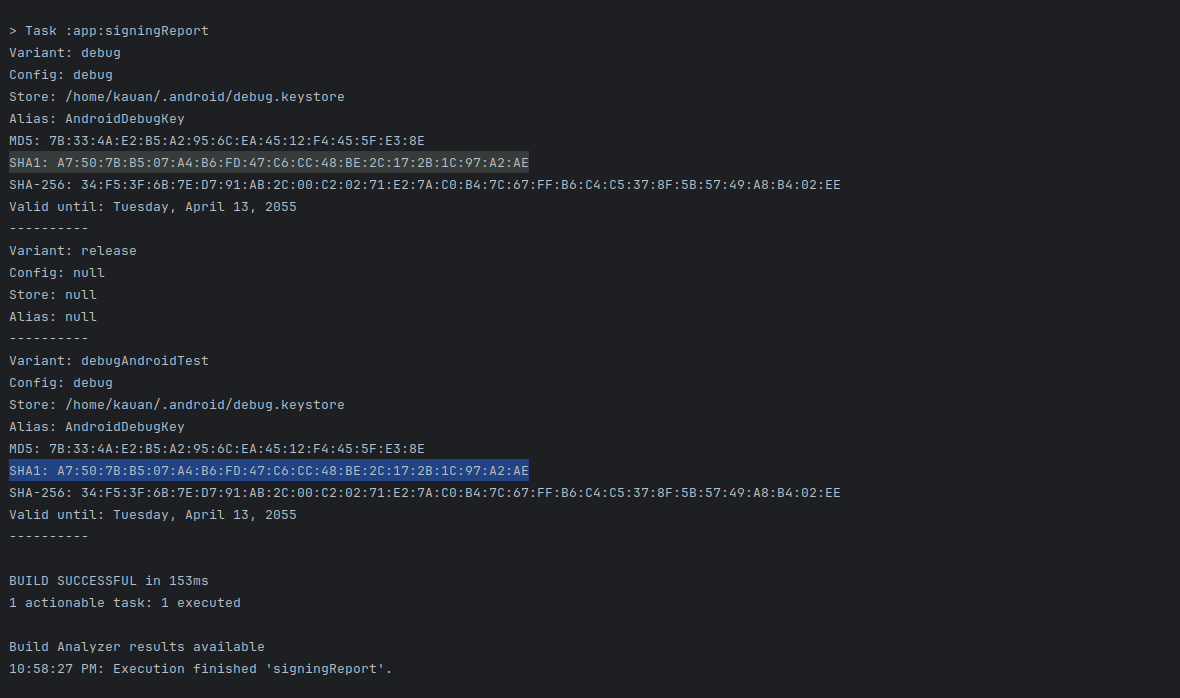 > Task :app:signingReport
Variant: debug
Config: debug
Store: /home/kauan/.android/debug.keystore
Alias: AndroidDebugKey
MD5: 7B:33:4A:E2:B5:A2:95:6C:EA:45:12:F4:45:5F:E3:8E
SHA1: A7:50:7B:B5:07:A4:B6:FD:47:C6:CC:48:BE:2C:17:2B:1C:97:A2:AE
SHA-256: 34:F5:3F:6B:7E:D7:91:AB:2C:00:C2:02:71:E2:7A:C0:B4:7C:67:FF:B6:C4:C5:37:8F:5B:57:49:A8:B4:02:EE
Valid until: Tuesday, April 13, 2055
----------
Variant: release
Config: null
Store: null
Alias: null
----------
Variant: debugAndroidTest
Config: debug
Store: /home/kauan/.android/debug.keystore
Alias: AndroidDebugKey
MD5: 7B:33:4A:E2:B5:A2:95:6C:EA:45:12:F4:45:5F:E3:8E
SHA1: A7:50:7B:B5:07:A4:B6:FD:47:C6:CC:48:BE:2C:17:2B:1C:97:A2:AE
SHA-256: 34:F5:3F:6B:7E:D7:91:AB:2C:00:C2:02:71:E2:7A:C0:B4:7C:67:FF:B6:C4:C5:37:8F:5B:57:49:A8:B4:02:EE
Valid until: Tuesday, April 13, 2055
----------
BUILD SUCCESSFUL in 153ms
1 actionable task: 1 executed
Build Analyzer results available
10:58:27 PM: Execution finished 'signingReport'.